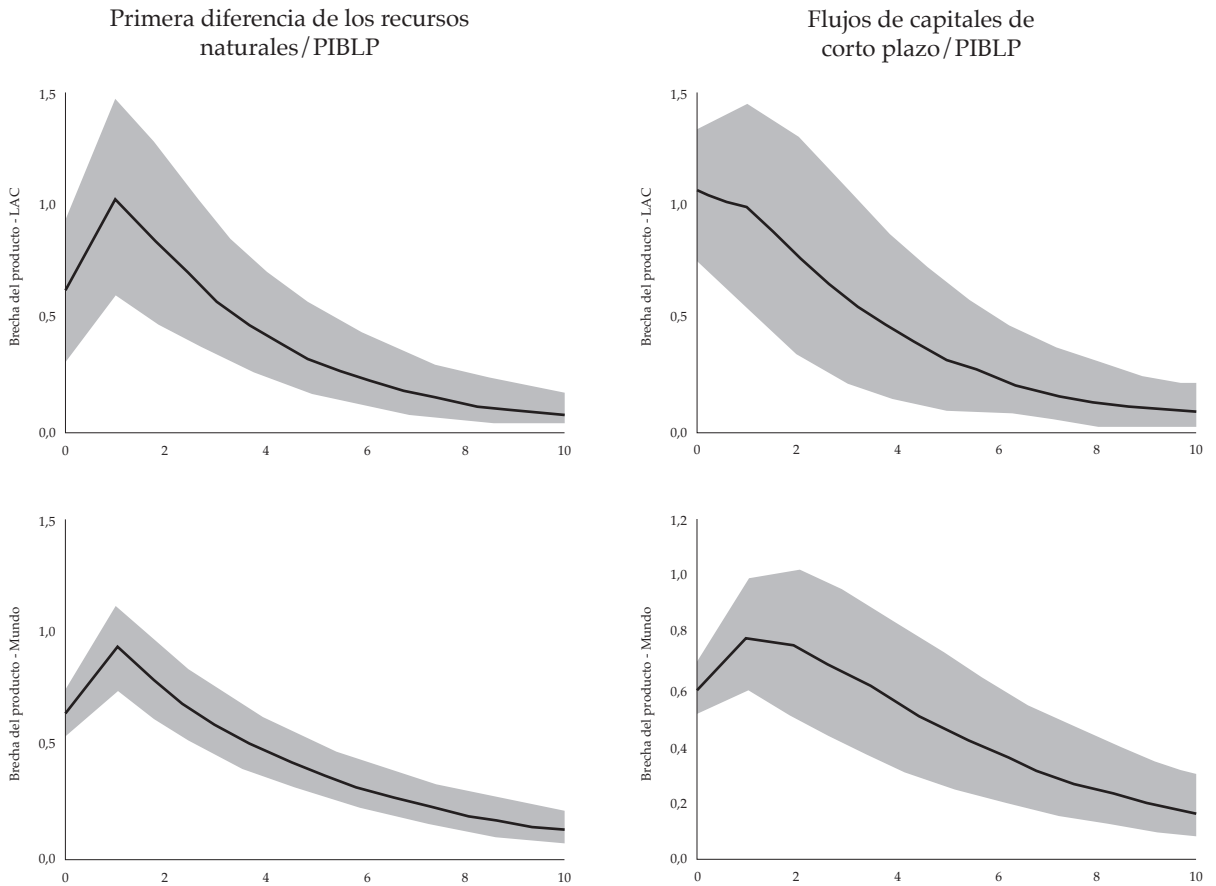 Primera diferencia de los recursos
naturales/PIBLP
Flujos de capitales de
corto plazo/PIBLP
Brecha del producto - LAC
1,5
1,0
0,5
0,0
0 2 4 6 8 10
Brecha del producto - LAC
1,5
1,0
0,5
0,0
0 2 4 6 8 10
Brecha del producto - Mundo
1,5
1,0
0,5
0,0
0 2 4 6 8 10
Brecha del producto - Mundo
1,2
1,0
0,8
0,6
0,4
0,2
0,0
0 2 4 6 8 10